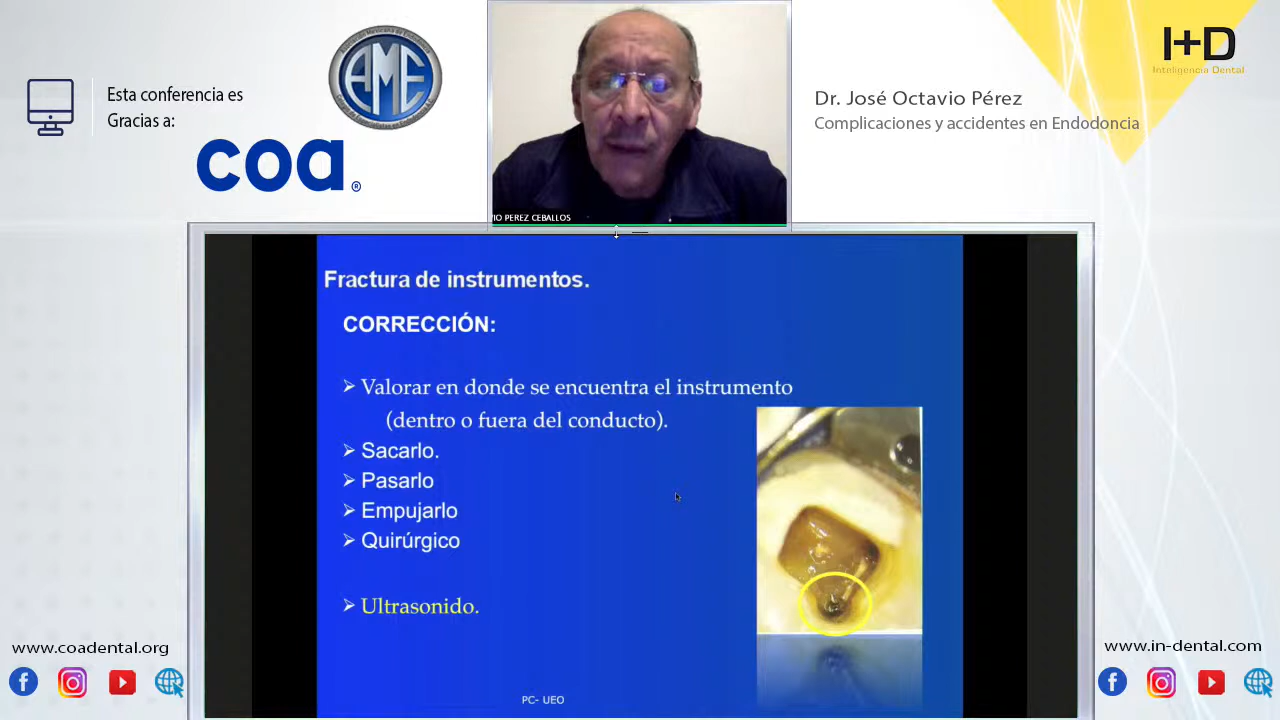 Esta conferencia es
Gracias a:
coa®
AME
IO PEREZ CEBALLOS
Dr. José Octavio Pérez
Complicaciones y accidentes en Endodoncia
I+D
Inteligencia Dental
Fractura de instrumentos.
CORRECCIÓN:
➢ Valorar en donde se encuentra el instrumento
(dentro o fuera del conducto).
➢ Sacarlo.
➢ Pasarlo
➢ Empujarlo
➢ Quirúrgico
➢ Ultrasonido.
PC- UEO
www.coadental.org
www.in-dental.com